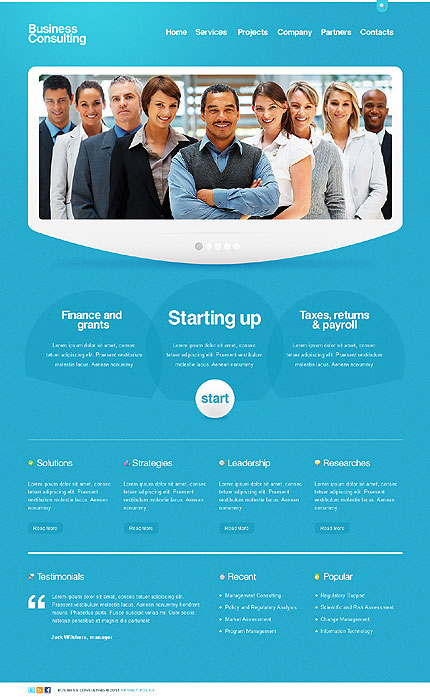 Business
Consulting
Home Services Projects Company Partners Contacts
Finance and
grants
Lorem ipsum dolor sit amet, consec
tetuer adipiscing elit. Praesent
vestibulum molestie lacus. Aenean
molestie lacus. Aenean nonummy
Starting up
Lorem ipsum dolor sit amet, consec
tetuer adipiscing elit. Praesent vestibulum
molestie lacus. Aenean nonummy
Taxes, returns
& payroll
Lorem ipsum dolor sit amet, consec
tetuer adipiscing elit. Praesent vestibulum
molestie lacus. Aenean nonummy
start
Solutions
Lorem ipsum dolor sit amet, consec
tetuer adipiscing elit. Praesent
vestibulum molestie lacus. Aenean
nonummy
Read More
Strategies
Lorem ipsum dolor sit amet, consec
tetuer adipiscing elit. Praesent
vestibulum molestie lacus. Aenean
nonummy
Read More
Leadership
Lorem ipsum dolor sit amet, consec
tetuer adipiscing elit. Praesent
vestibulum molestie lacus. Aenean
nonummy
Read More
Researches
Lorem ipsum dolor sit amet, consec
tetuer adipiscing elit. Praesent
vestibulum molestie lacus. Aenean
nonummy
Read More
Testimonials
Lorem ipsum dolor sit amet, consec tetuer adipiscing elit. Praesent
vestibulum molestie lacus. Aenean nonummy hendrerit
mauris. Phasellus porta. Fusce suscipit varius mi. Cum sociis
natoque penatibus et magnis dis parturient
Jack Wilshere, manager
Recent
Management Consulting
Policy and Regulatory Analysis
Market Assessment
Program Management
Popular
Regulatory Support
Scientific and Risk Assessment
Change Management
Information Technology
BUSINESS CONSULTING © 2011 PRIVACY POLICY